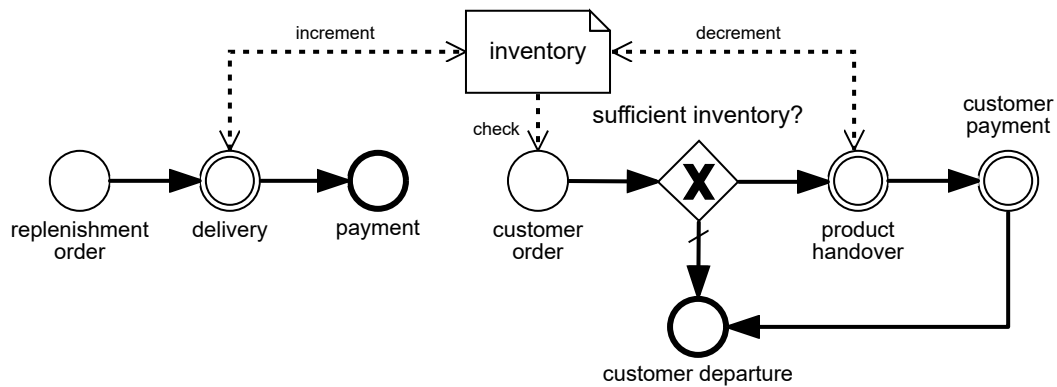 increment
inventory
decrement
check
sufficient inventory?
customer
payment
replenishment
order
delivery
payment
customer
order
X
product
handover
customer departure